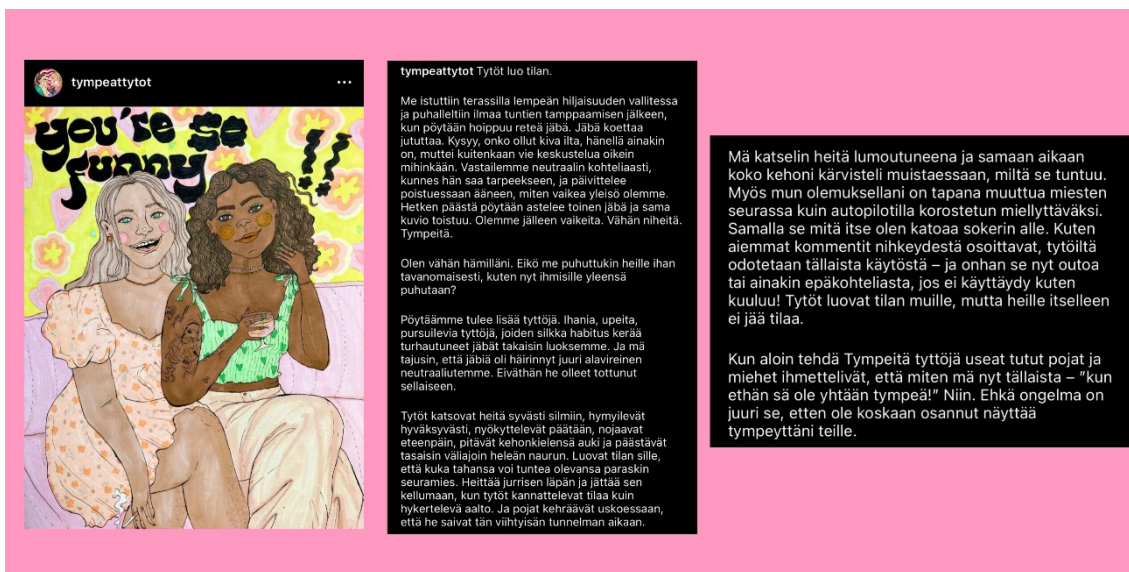 tympeattytot
you're so
funny!!
tympeattytot Tytöt luo tilan.
Me istuttiin terassilla lempeän hiljaisuuden vallitessa
ja puhalleltiin ilmaa tuntien tamppaamisen jälkeen,
kun pöytään hoippuu reteä jäbä. Jäbä koettaa
jututtaa. Kysyy, onko ollut kiva ilta, hänellä ainakin
on, muttei kuitenkaan vie keskustelua oikein
mihinkään. Vastailemme neutraalin kohteliaasti,
kunnes hän saa tarpeekseen, ja päivittelee
poistuessaan ääneen, miten vaikea yleisö olemme.
Hetken päästä pöytään astelee toinen jäbä ja sama
kuvio toistuu. Olemme jälleen vaikeita. Vähän niheitä.
Tympeitä.
Olen vähän hämilläni. Eikö me puhuttukin heille ihan
tavanomaisesti, kuten nyt ihmisille yleensä
puhutaan?
Pöytäämme tulee lisää tyttöjä. Ihania, upeita,
pursuilevia tyttöjä, joiden silkka habitus kerää
turhautuneet jäbät takaisin luoksemme. Ja mä
tajusin, että jäbiä oli häirinnyt juuri alavireinen
neutraaliutemme. Eiväthän he olleet tottunut
sellaiseen.
Tytöt katsovat heitä syvästi silmiin, hymyilevät
hyväksyvästi, nyökyttelevät päätään, nojaavat
eteenpäin, pitävät kehonkielensä auki ja päästävät
tasaisin väliajoin heleän naurun. Luovat tilan sille,
että kuka tahansa voi tuntea olevansa paraskin
seuramies. Heittää jurrisen läpän ja jättää sen
kellumaan, kun tytöt kannattelevat tilaa kuin
hykertelevä aalto. Ja pojat kehräävät uskoessaan,
että he saivat tän viihtyisän tunnelman aikaan.
Mä katselin heitä lumoutuneena ja samaan aikaan
koko kehoni kärvisteli muistaessaan, miltä se tuntuu.
Myös mun olemuksellani on tapana muuttua miesten
seurassa kuin autopilotilla korostetun miellyttäväksi.
Samalla se mitä itse olen katoaa sokerin alle. Kuten
aiemmat kommentit nihkeydestä osoittavat, tytöiltä
odotetaan tällaista käytöstä – ja onhan se nyt outoa
tai ainakin epäkohteliasta, jos ei käyttäydy kuten
kuuluu! Tytöt luovat tilan muille, mutta heille itselleen
ei jää tilaa.
Kun aloin tehdä Tympeitä tyttöjä useat tutut pojat ja
miehet ihmettelivät, että miten mä nyt tällaista – ”kun
ethän sä ole yhtään tympeä!” Niin. Ehkä ongelma on
juuri se, etten ole koskaan osannut näyttää
tympeyttäni teille.